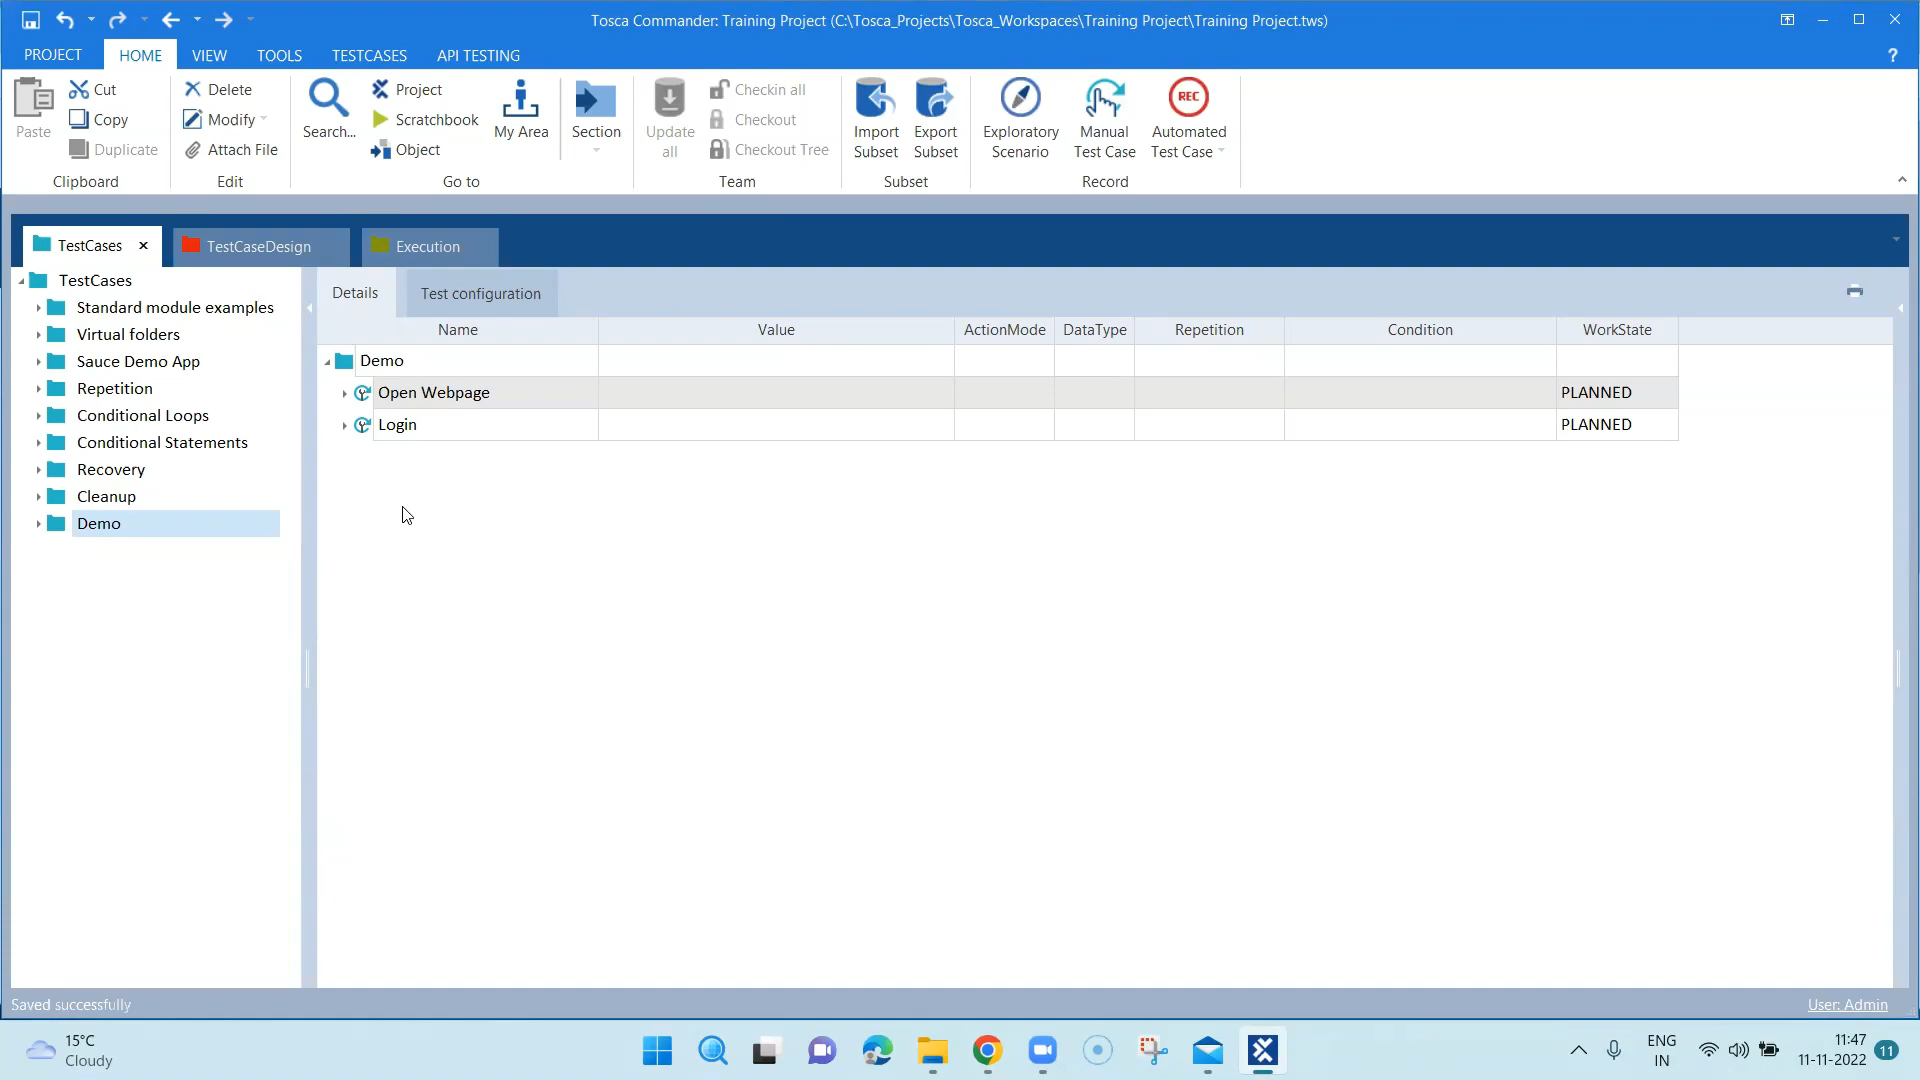 Tosca Commander: Training Project (C:\Tosca_Projects\Tosca_Workspaces\Training Project\Training Project.tws)
PROJECT HOME VIEW TOOLS TESTCASES API TESTING ?
Paste
Cut
Copy
Duplicate
Clipboard
Delete
Modify
Attach File
Edit
Search...
Project
Scratchbook
Object
My Area
Section
Go to
Update
all
Checkin all
Checkout
Checkout Tree
Team
Import
Subset
Export
Subset
Subset
Exploratory
Scenario
Manual
Test Case
REC
Automated
Test Case
Record
TestCases TestCaseDesign Execution
TestCases
Standard module examples
Virtual folders
Sauce Demo App
Repetition
Conditional Loops
Conditional Statements
Recovery
Cleanup
Demo
Details Test configuration
Name Value ActionMode DataType Repetition Condition WorkState
Demo
Open Webpage PLANNED
Login PLANNED
Saved successfully User: Admin
15°C
Cloudy
ENG
IN
11:47
11-11-2022
11